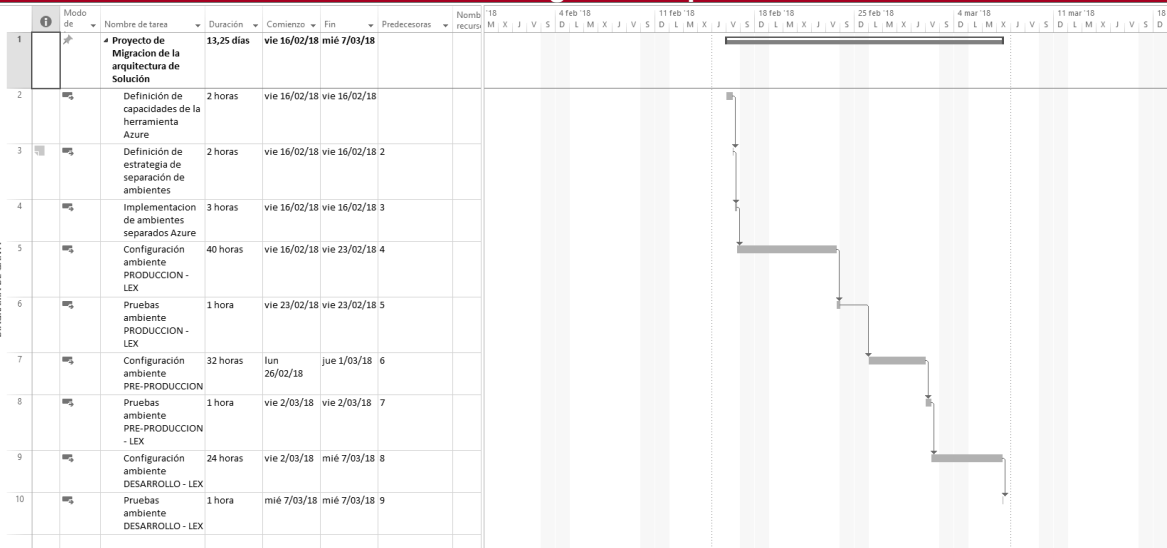 Modo de
Nombre de tarea
Duración
Comienzo
Fin
Predecesoras
Nomb recurs
'18
4 feb '18
11 feb '18
18 feb '18
25 feb '18
4 mar '18
11 mar '18
18
M X J V S D L M X J V S D L M X J V S D L M X J V S D L M X J V S D L M X J V S D L M X J V S D
1 Proyecto de 13,25 días vie 16/02/18 mié 7/03/18
Migracion de la
arquitectura de
Solución
2 Definición de 2 horas vie 16/02/18 vie 16/02/18
capacidades de la
herramienta
Azure
3 Definición de 2 horas vie 16/02/18 vie 16/02/18 2
estrategia de
separación de
ambientes
4 Implementacion 3 horas vie 16/02/18 vie 16/02/18 3
de ambientes
separados Azure
5 Configuración 40 horas vie 16/02/18 vie 23/02/18 4
ambiente
PRODUCCION -
LEX
6 Pruebas 1 hora vie 23/02/18 vie 23/02/18 5
ambiente
PRODUCCION -
LEX
7 Configuración 32 horas lun jue 1/03/18 6
ambiente 26/02/18
PRE-PRODUCCION
8 Pruebas 1 hora vie 2/03/18 vie 2/03/18 7
ambiente
PRE-PRODUCCION
- LEX
9 Configuración 24 horas vie 2/03/18 mié 7/03/18 8
ambiente
DESARROLLO - LEX
10 Pruebas 1 hora mié 7/03/18 mié 7/03/18 9
ambiente
DESARROLLO - LEX